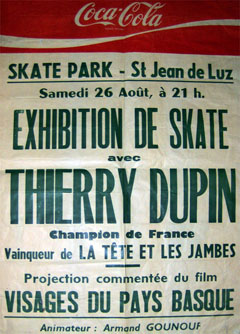 Coca-Cola
SKATE PARK - St Jean de Luz
Samedi 26 Août, à 21 h.
EXHIBITION DE SKATE
avec
THIERRY DUPIN
Champion de France
Vainqueur de LA TÊTE ET LES JAMBES
Projection commentée du film
VISAGES DU PAYS BASQUE
Animateur : Armand GOUNOUF